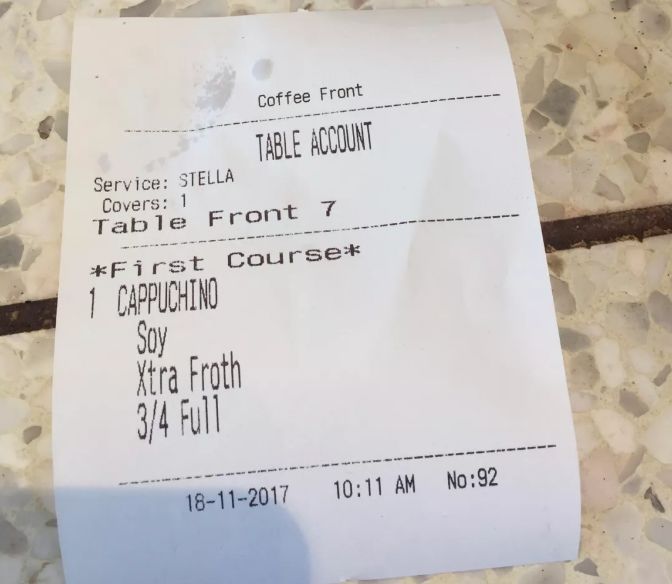 Coffee Front
TABLE ACCOUNT
Service: STELLA
Covers: 1
Table Front 7
*First Course*
1 CAPPUCHINO
Soy
Xtra Froth
3/4 Full
18-11-2017 10:11 AM No:92